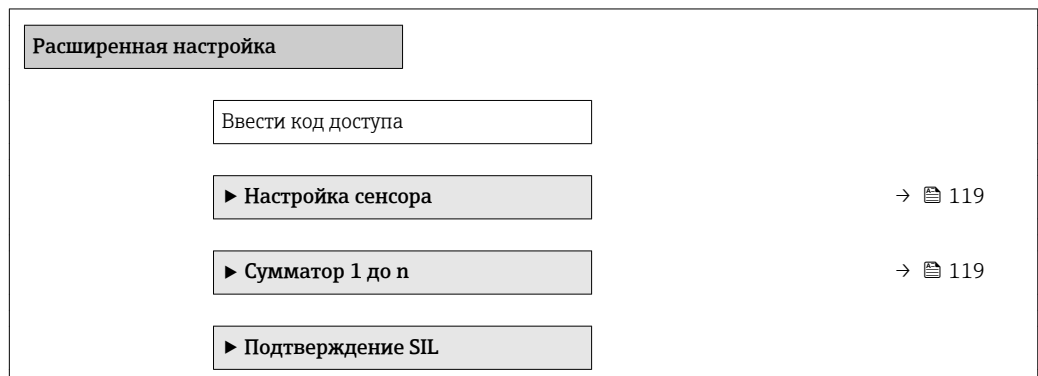 Расширенная настройка
Ввести код доступа
▶ Настройка сенсора → 119
▶ Сумматор 1 до n → 119
▶ Подтверждение SIL